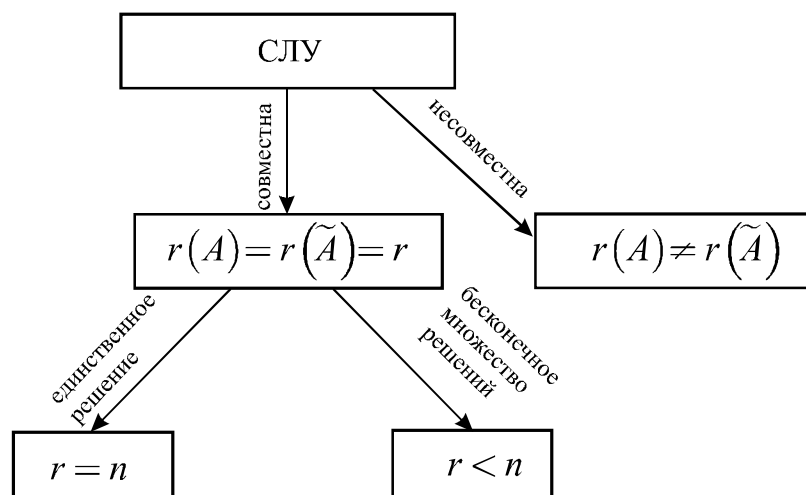 СЛУ
совместна
несовместна
r(A) = r(Ã) = r
r(A) ≠ r(Ã)
единственное
решение
бесконечное
множество
решений
r = n
r < n